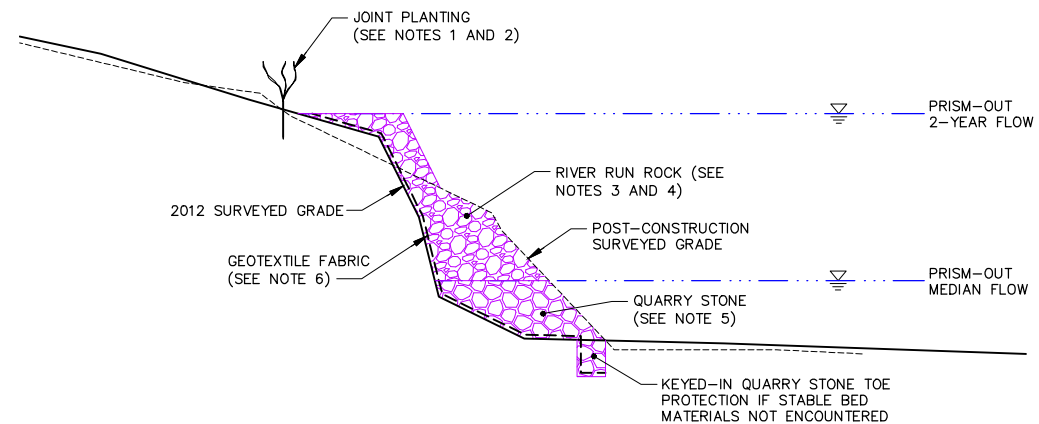 JOINT PLANTING
(SEE NOTES 1 AND 2)
PRISM-OUT
2-YEAR FLOW
RIVER RUN ROCK (SEE
NOTES 3 AND 4)
2012 SURVEYED GRADE
POST-CONSTRUCTION
SURVEYED GRADE
GEOTEXTILE FABRIC
(SEE NOTE 6)
PRISM-OUT
MEDIAN FLOW
QUARRY STONE
(SEE NOTE 5)
KEYED-IN QUARRY STONE TOE
PROTECTION IF STABLE BED
MATERIALS NOT ENCOUNTERED